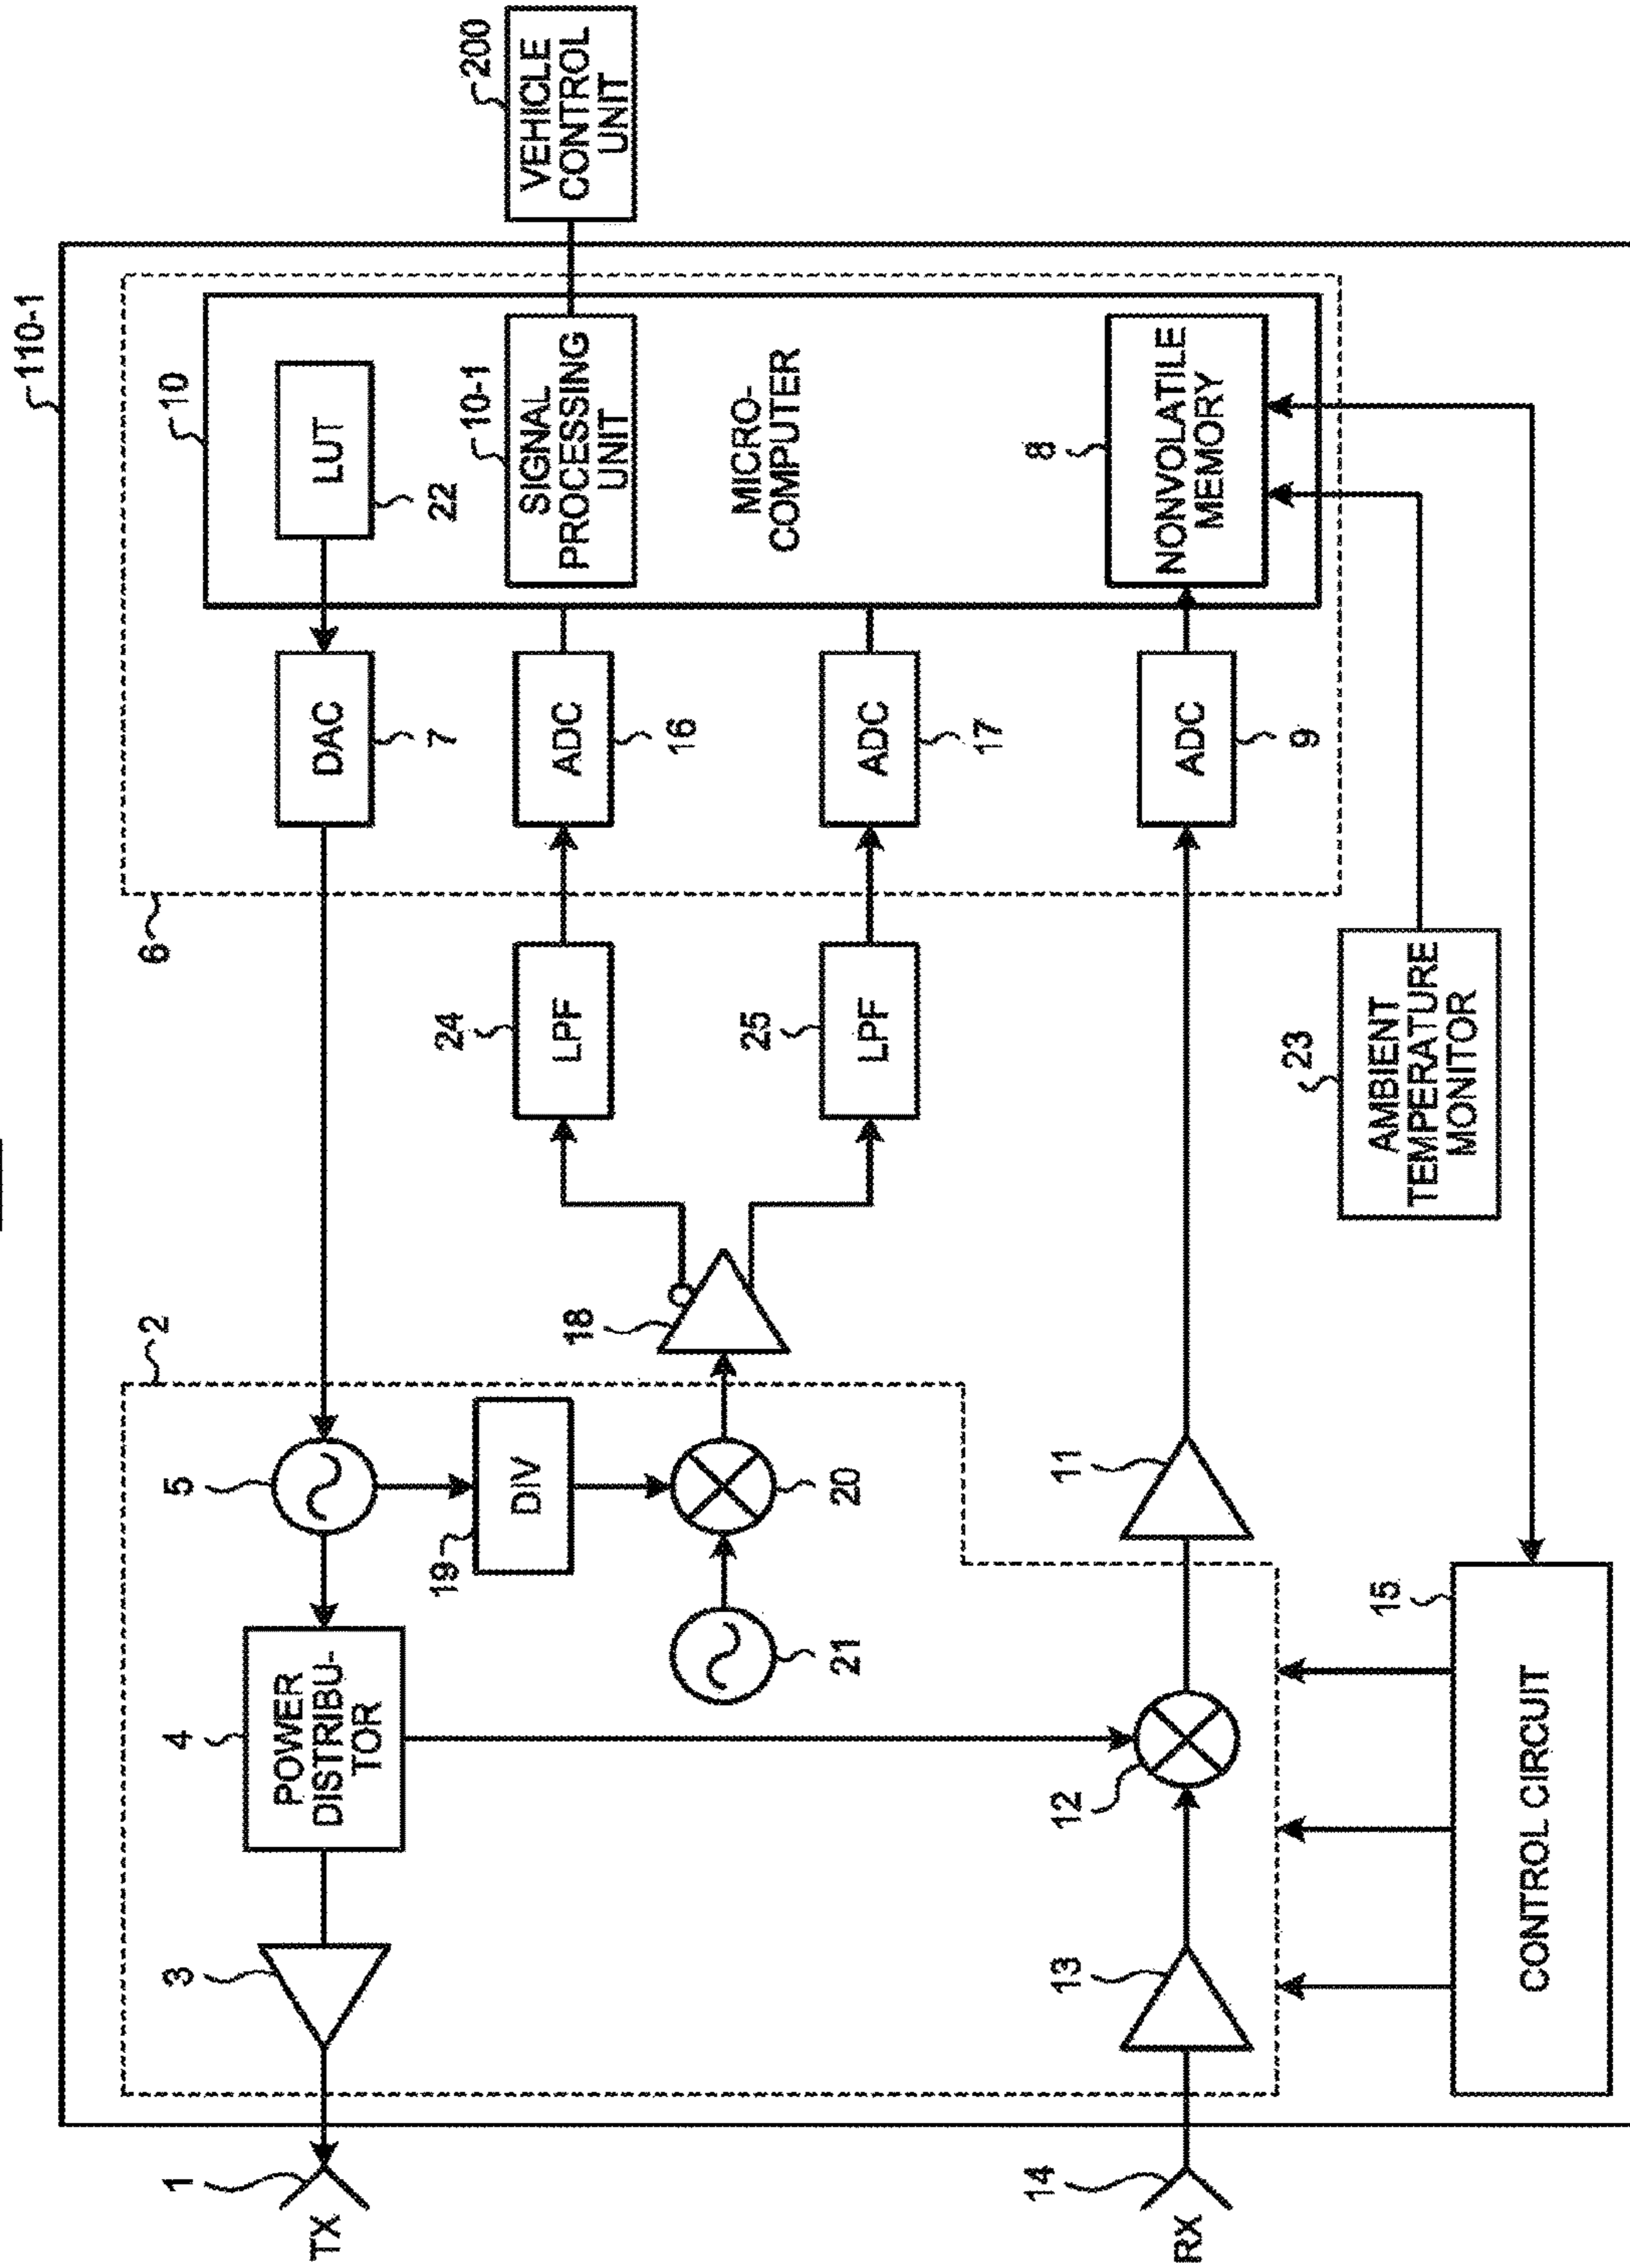 110-1
2
6
10
1
TX
3
4
POWER
DISTRIBU-
TOR
5
DAC
7
LUT
22
19
DIV
21
20
18
24
LPF
ADC
16
10-1
SIGNAL
PROCESSING
UNIT
200
VEHICLE
CONTROL
UNIT
25
LPF
ADC
17
MICRO-
COMPUTER
14
RX
13
12
11
ADC
9
8
NONVOLATILE
MEMORY
23
AMBIENT
TEMPERATURE
MONITOR
15
CONTROL CIRCUIT